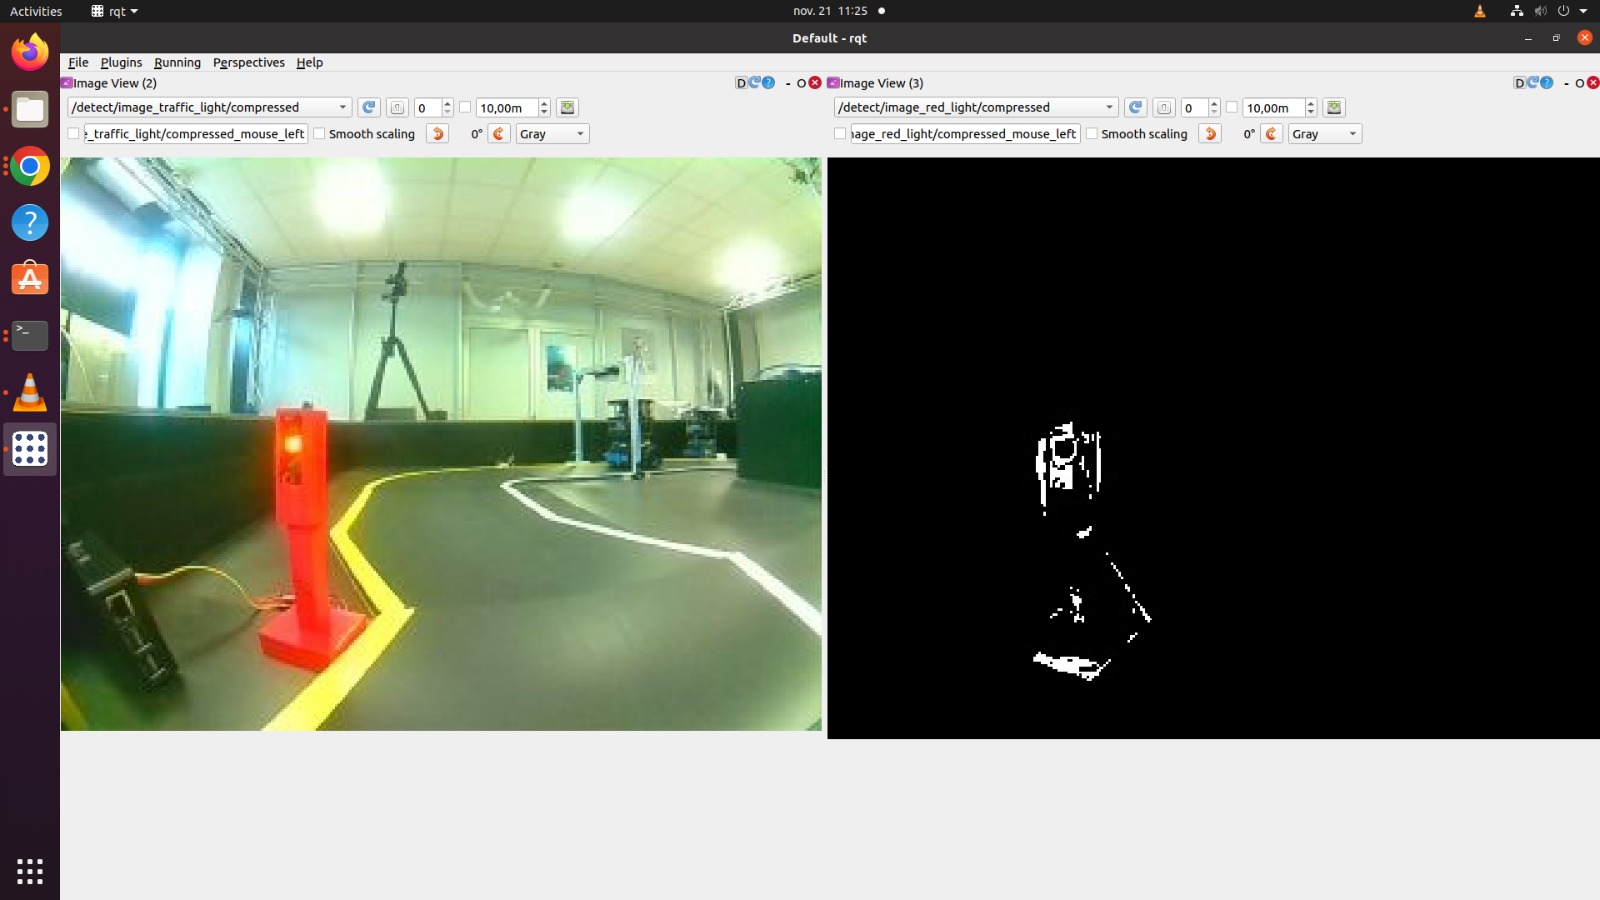 Activities
rqt
nov. 21 11:25
Default - rqt
File Plugins Running Perspectives Help
Image View (2)
D
- O
/detect/image_traffic_light/compressed
0
10,00m
_traffic_light/compressed_mouse_left
Smooth scaling
0°
Gray
Image View (3)
D
- O
/detect/image_red_light/compressed
0
10,00m
age_red_light/compressed_mouse_left
Smooth scaling
0°
Gray